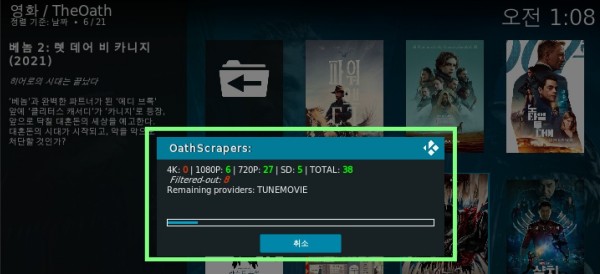 영화 / TheOath
정렬 기준: 날짜 • 6 / 21
오전 1:08
베놈 2: 렛 데어 비 카니지
(2021)
히어로의 시대는 끝났다
'베놈'과 완벽한 파트너가 된 '에디 브록'
앞에 '클리터스 캐서디'가 '카니지'로 등장,
앞으로 닥칠 대혼돈의 세상을 예고한다.
대혼돈의 시대가 시작되고, 악을 악으
처단할 것인가?
OathScrapers:
4K: 0 | 1080P: 6 | 720P: 27 | SD: 5 | TOTAL: 38
Filtered-out: 8
Remaining providers: TUNEMOVIE
취소